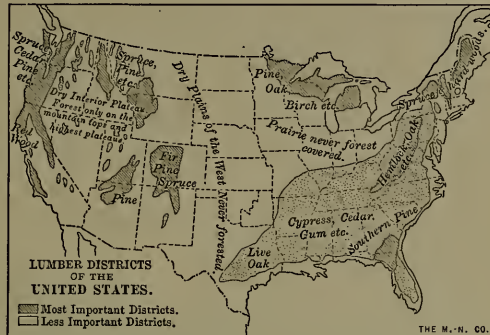 Spruce
Cedar
Pine
etc.
Spruce,
Pine,
etc.
Dry Interior Plateau
Forest only on the
mountain tops and
highest plateaus
Red
Wood
Dry Plains of the West Never forested
Fir
Pine
Spruce
Pine
Pine,
Oak
Birch etc.
Prairie never forest
covered.
Spruce
Hardwoods.
Hemlock Oak
etc.
Cypress, Cedar.
Gum etc.
Southern Pine
Live
Oak
LUMBER DISTRICTS
OF THE
UNITED STATES.
Most Important Districts.
Less Important Districts.
THE M.-N. CO.